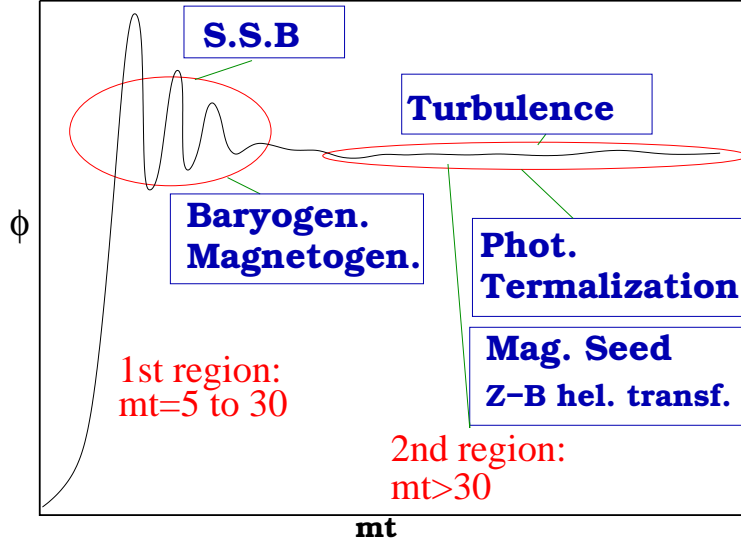 S.S.B
Turbulence
Baryogen.
Magnetogen.
ϕ
Phot.
Termalization
Mag. Seed
Z−B hel. transf.
1st region:
mt=5 to 30
2nd region:
mt>30
mt